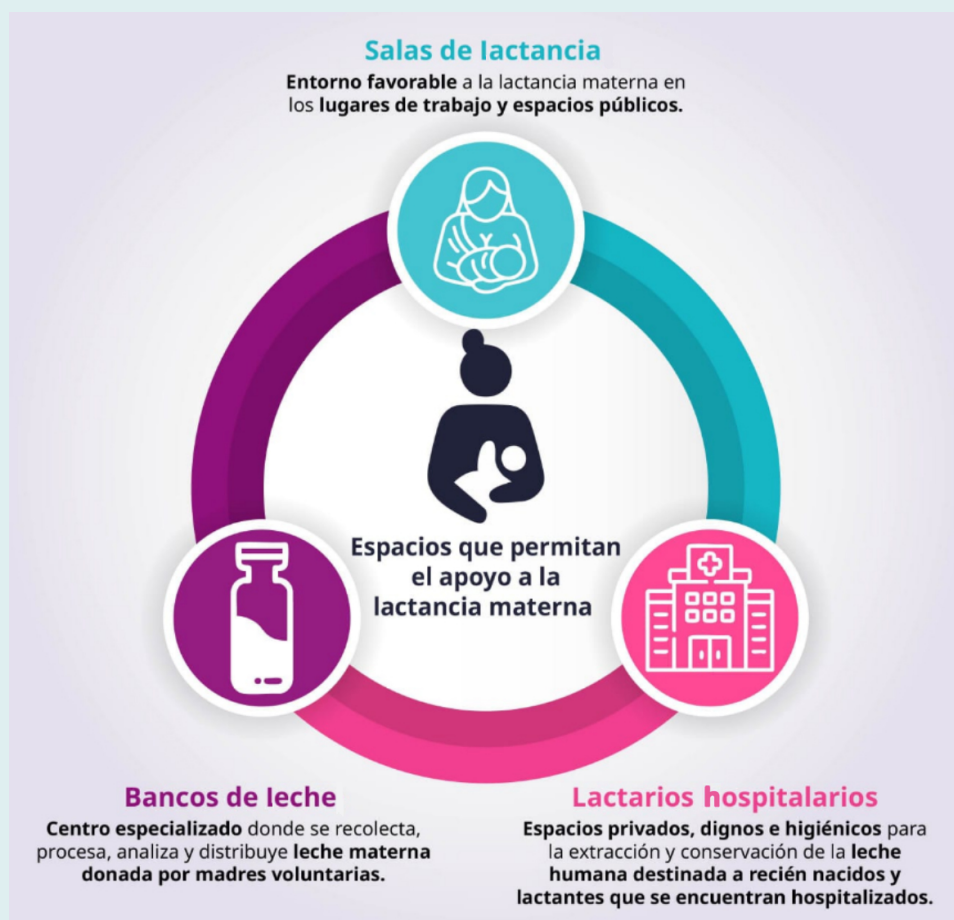 Salas de lactancia
Entorno favorable a la lactancia materna en
los lugares de trabajo y espacios públicos.
Espacios que permitan
el apoyo a la
lactancia materna
Bancos de leche
Centro especializado donde se recolecta,
procesa, analiza y distribuye leche materna
donada por madres voluntarias.
Lactarios hospitalarios
Espacios privados, dignos e higiénicos para
la extracción y conservación de la leche
humana destinada a recién nacidos y
lactantes que se encuentran hospitalizados.